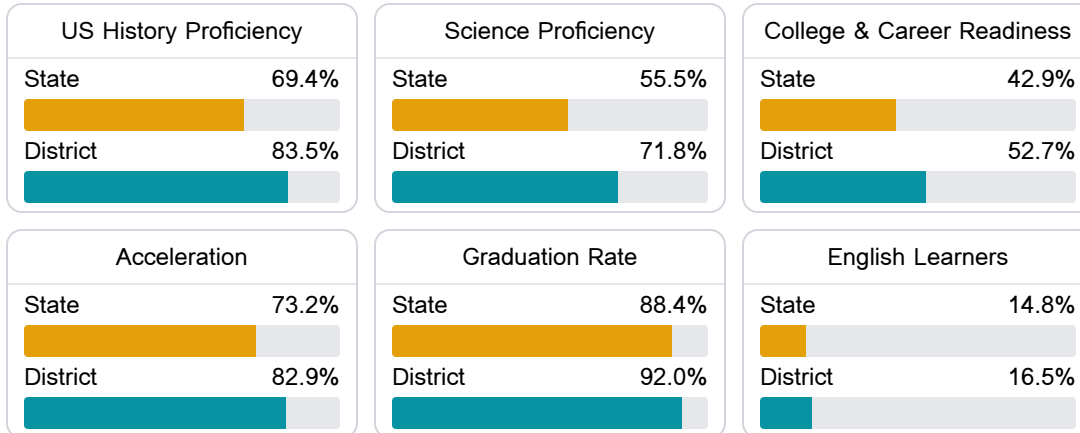 US History Proficiency
State 69.4%
District 83.5%
Science Proficiency
State 55.5%
District 71.8%
College & Career Readiness
State 42.9%
District 52.7%
Acceleration
State 73.2%
District 82.9%
Graduation Rate
State 88.4%
District 92.0%
English Learners
State 14.8%
District 16.5%